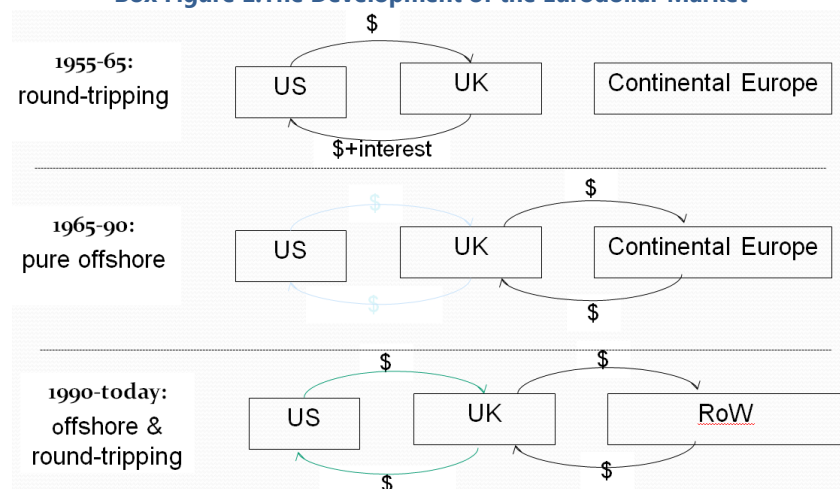 Box Figure 1.The Development of the Eurodollar Market
$
1955-65:
round-tripping
US
UK
Continental Europe
$+interest
$
$
1965-90:
pure offshore
US
UK
Continental Europe
$
$
$
$
1990-today:
offshore &
round-tripping
US
UK
RoW
$
$